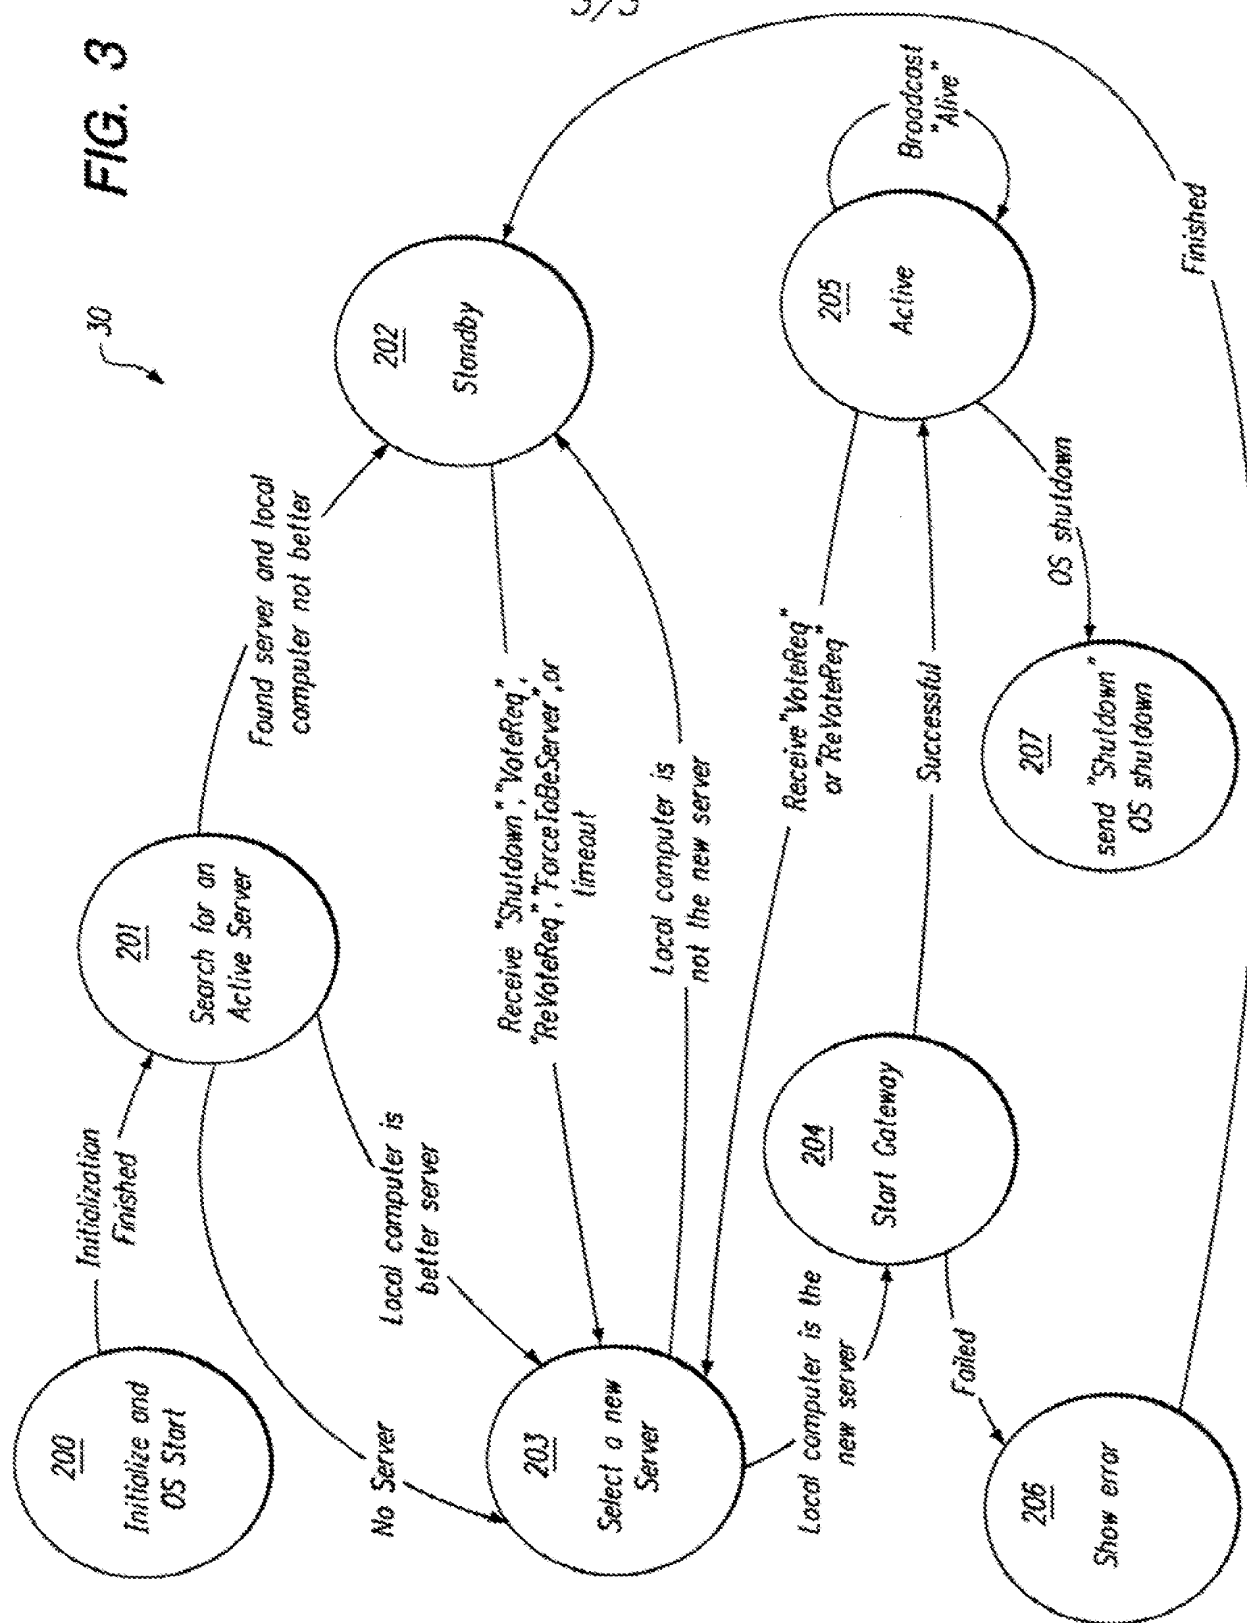 3/3
FIG. 3
30
200
Initialize and
OS Start
Initialization
Finished
201
Search for an
Active Server
Found server and local
computer not better
202
Standby
No Server
Local computer is
better server
Receive "Shutdown", "VoteReq",
"ReVoteReq", "ForceToBeServer", or
timeout
Local computer is
not the new server
203
Select a new
Server
Receive "VoteReq"
or "ReVoteReq"
Local computer is the
new server
204
Start Gateway
Successful
205
Active
Broadcast
"Alive"
Failed
OS shutdown
206
Show error
207
send "Shutdown"
OS shutdown
Finished